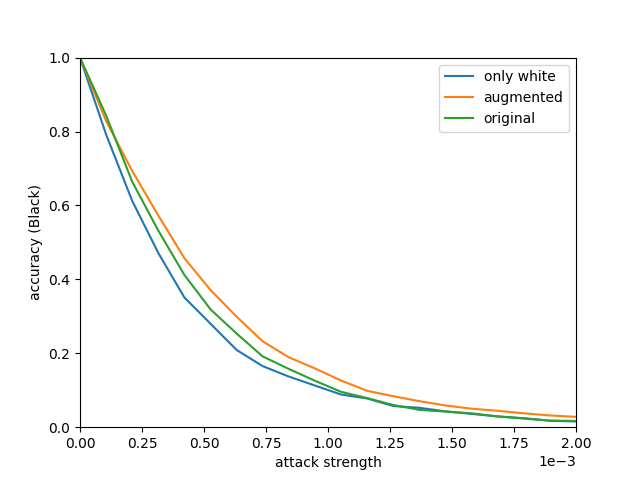 1.0
0.8
0.6
0.4
0.2
0.0
accuracy (Black)
only white
augmented
original
0.00 0.25 0.50 0.75 1.00 1.25 1.50 1.75 2.00
attack strength
1e−3